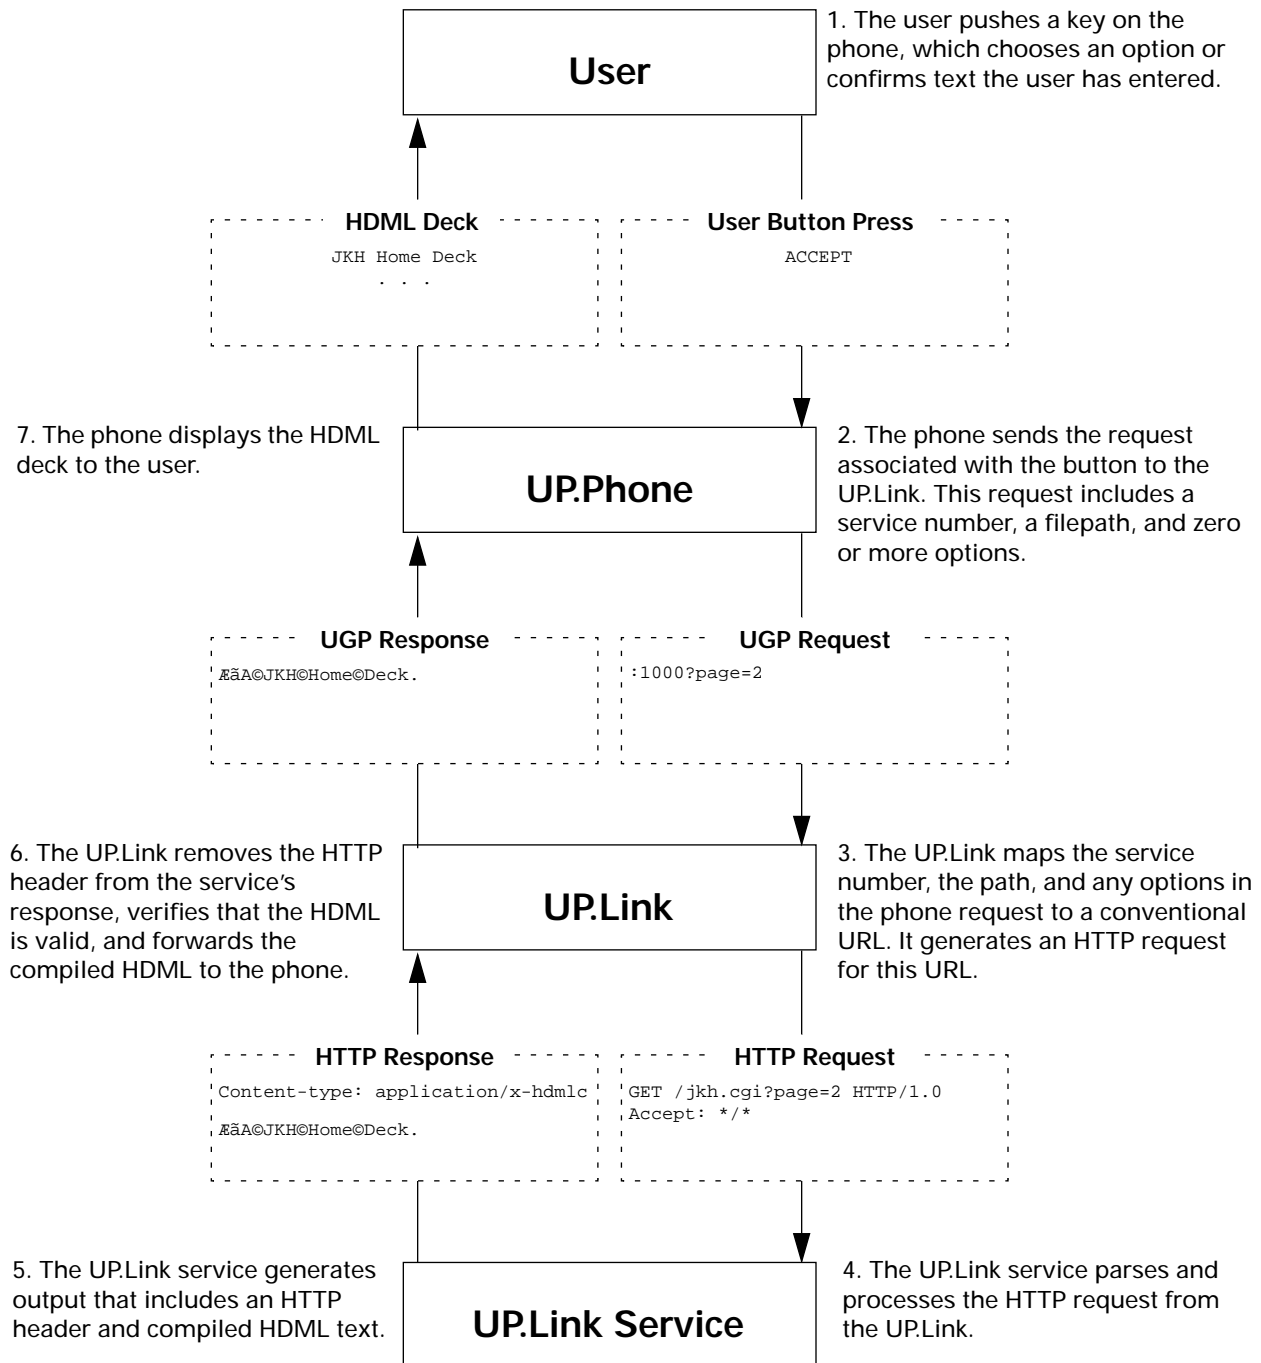 User
1. The user pushes a key on the
phone, which chooses an option or
confirms text the user has entered.
HDML Deck
JKH Home Deck
. . .
User Button Press
ACCEPT
7. The phone displays the HDML
deck to the user.
UP.Phone
2. The phone sends the request
associated with the button to the
UP.Link. This request includes a
service number, a filepath, and zero
or more options.
UGP Response
ÆãA©JKH©Home©Deck.
UGP Request
:1000?page=2
6. The UP.Link removes the HTTP
header from the service’s
response, verifies that the HDML
is valid, and forwards the
compiled HDML to the phone.
UP.Link
3. The UP.Link maps the service
number, the path, and any options in
the phone request to a conventional
URL. It generates an HTTP request
for this URL.
HTTP Response
Content-type: application/x-hdmlc
ÆãA©JKH©Home©Deck.
HTTP Request
GET /jkh.cgi?page=2 HTTP/1.0
Accept: */*
5. The UP.Link service generates
output that includes an HTTP
header and compiled HDML text.
UP.Link Service
4. The UP.Link service parses and
processes the HTTP request from
the UP.Link.